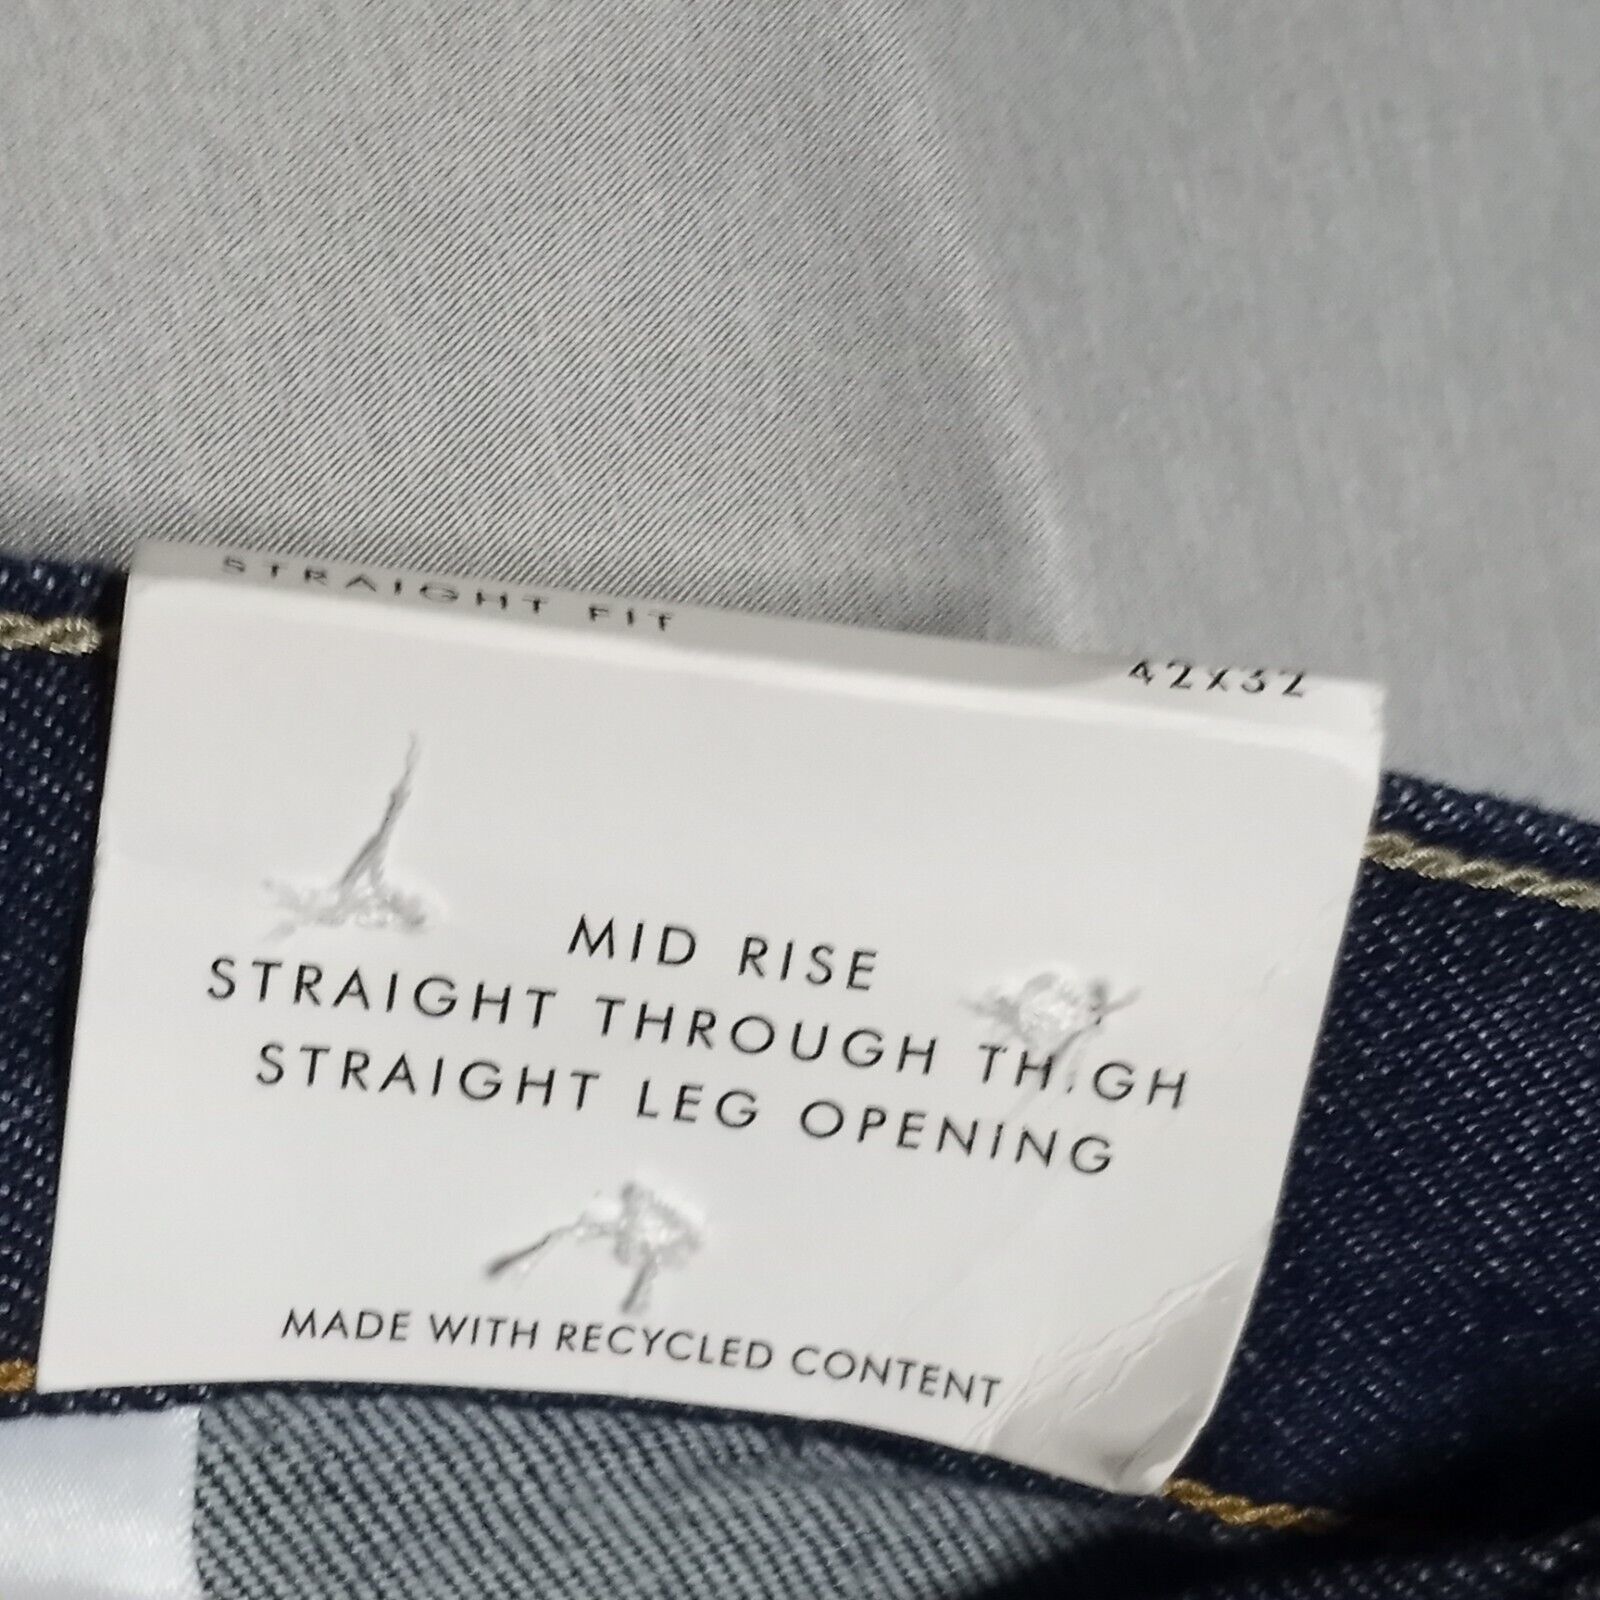 STRAIGHT FIT 42X32
MID RISE
STRAIGHT THROUGH THIGH
STRAIGHT LEG OPENING
MADE WITH RECYCLED CONTENT